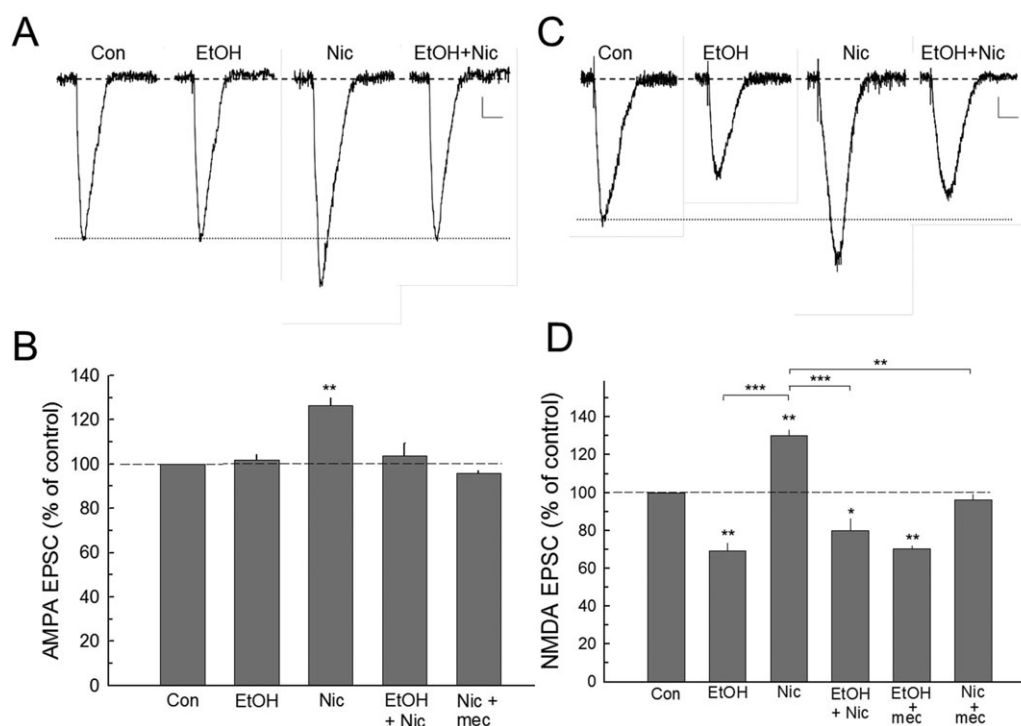 A
Con EtOH Nic EtOH+Nic
C
Con EtOH Nic EtOH+Nic
B
AMPA EPSC (% of control)
140
120
100
80
60
40
20
0
**
Con EtOH Nic EtOH + Nic Nic + mec
D
NMDA EPSC (% of control)
140
120
100
80
60
40
20
0
**
*** ***
**
** * **
Con EtOH Nic EtOH + Nic EtOH + mec Nic + mec